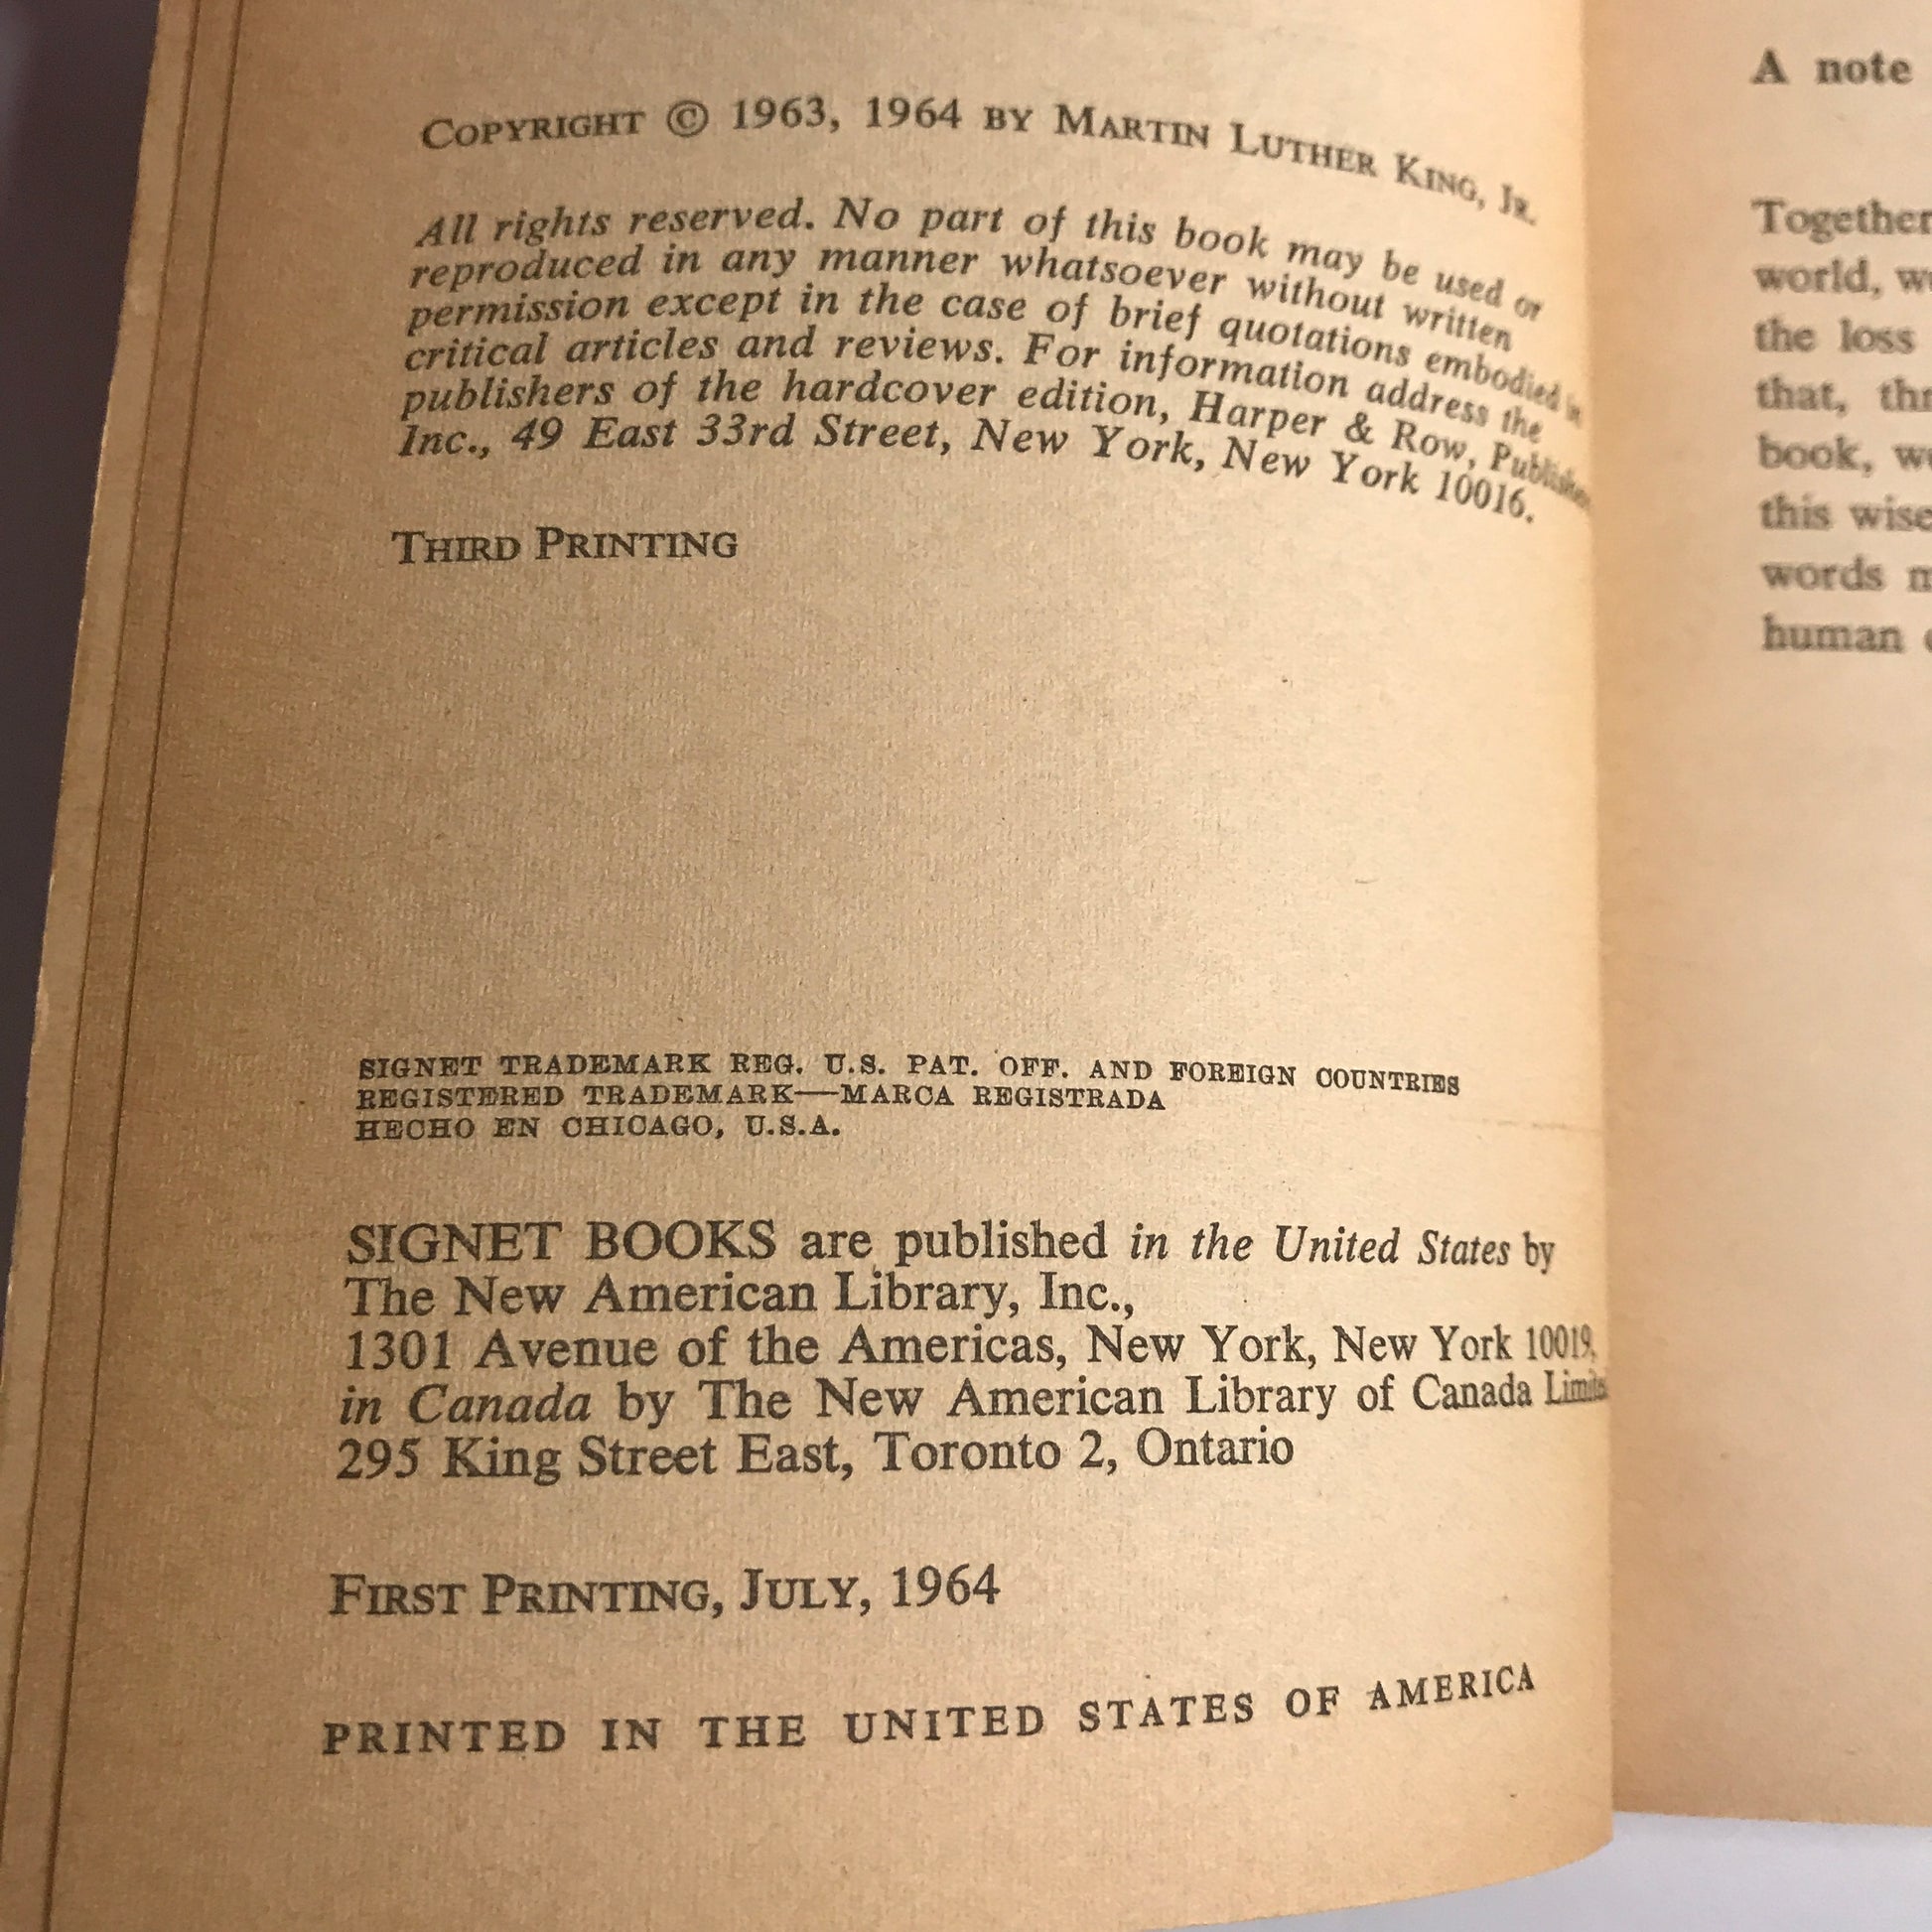 COPYRIGHT © 1963, 1964 BY MARTIN LUTHER KING, JR.
All rights reserved. No part of this book may be used or
reproduced in any manner whatsoever without written
permission except in the case of brief quotations embodied in
critical articles and reviews. For information address the
publishers of the hardcover edition, Harper & Row, Publishers
Inc., 49 East 33rd Street, New York, New York 10016.
THIRD PRINTING
SIGNET TRADEMARK REG. U.S. PAT. OFF. AND FOREIGN COUNTRIES
REGISTERED TRADEMARK—MARCA REGISTRADA
HECHO EN CHICAGO, U.S.A.
SIGNET BOOKS are published in the United States by
The New American Library, Inc.,
1301 Avenue of the Americas, New York, New York 10019,
in Canada by The New American Library of Canada Limited
295 King Street East, Toronto 2, Ontario
FIRST PRINTING, JULY, 1964
PRINTED IN THE UNITED STATES OF AMERICA
A note
Together
world,
the loss
that,
book,
this wise
words
human